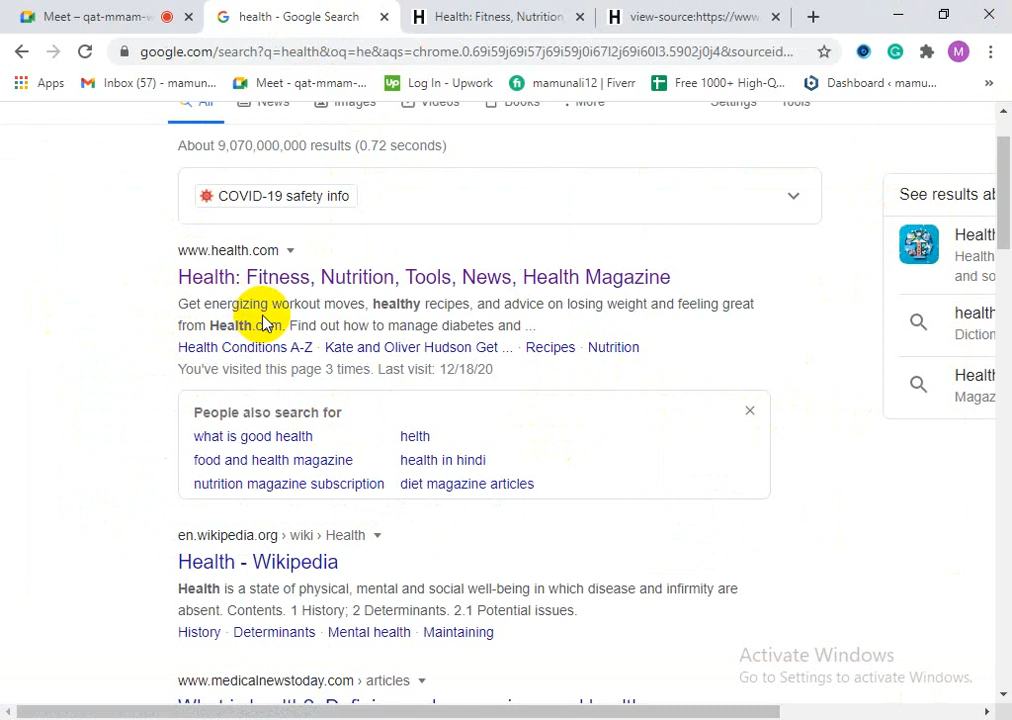 Meet – qat-mmam-
health - Google Search
Health: Fitness, Nutrition
view-source:https://www.
google.com/search?q=health&oq=he&aqs=chrome.0.69i59j69i57j69i59j0i67l2j69i60l3.5902j0j4&sourceid...
M
Apps
Inbox (57) - mamun...
Meet - qat-mmam-...
Log In - Upwork
mamunali12 | Fiverr
Free 1000+ High-Q...
Dashboard ‹ mamu...
»
All
News
Images
Videos
Books
More
Settings
Tools
About 9,070,000,000 results (0.72 seconds)
COVID-19 safety info
www.health.com
Health: Fitness, Nutrition, Tools, News, Health Magazine
Get energizing workout moves, healthy recipes, and advice on losing weight and feeling great
from Health.com. Find out how to manage diabetes and ...
Health Conditions A-Z · Kate and Oliver Hudson Get ... · Recipes · Nutrition
You've visited this page 3 times. Last visit: 12/18/20
People also search for
what is good health
helth
food and health magazine
health in hindi
nutrition magazine subscription
diet magazine articles
en.wikipedia.org › wiki › Health
Health - Wikipedia
Health is a state of physical, mental and social well-being in which disease and infirmity are
absent. Contents. 1 History; 2 Determinants. 2.1 Potential issues.
History · Determinants · Mental health · Maintaining
www.medicalnewstoday.com › articles
See results ab
Health
Health
and so
health
Diction
Health
Magaz
Activate Windows
Go to Settings to activate Windows.